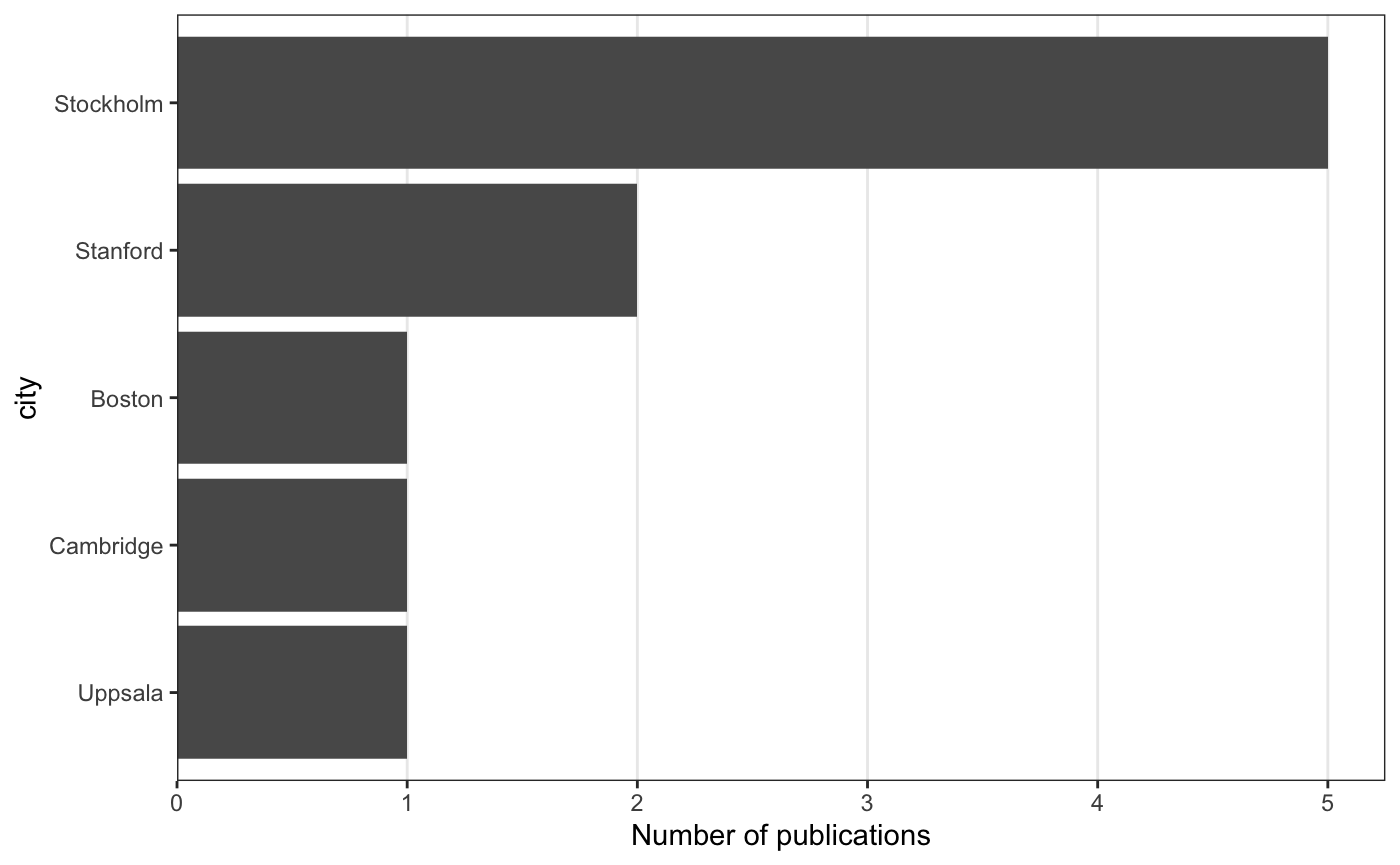 Stockholm
Stanford
Boston
Cambridge
Uppsala
city
0 1 2 3 4 5
Number of publications